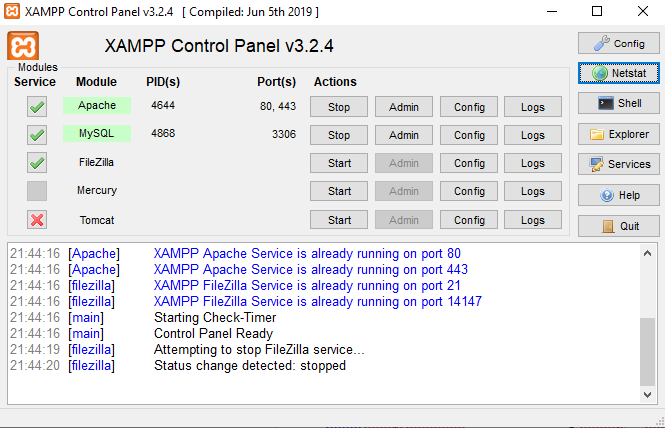 XAMPP Control Panel v3.2.4   [ Compiled: Jun 5th 2019 ]
XAMPP Control Panel v3.2.4
Config
Modules
Service Module PID(s) Port(s) Actions
Netstat
Apache 4644 80, 443 Stop Admin Config Logs
Shell
MySQL 4868 3306 Stop Admin Config Logs
Explorer
FileZilla Start Admin Config Logs
Services
Mercury Start Admin Config Logs
Help
Tomcat Start Admin Config Logs
Quit
21:44:16 [Apache] XAMPP Apache Service is already running on port 80
21:44:16 [Apache] XAMPP Apache Service is already running on port 443
21:44:16 [filezilla] XAMPP FileZilla Service is already running on port 21
21:44:16 [filezilla] XAMPP FileZilla Service is already running on port 14147
21:44:16 [main] Starting Check-Timer
21:44:16 [main] Control Panel Ready
21:44:19 [filezilla] Attempting to stop FileZilla service...
21:44:20 [filezilla] Status change detected: stopped